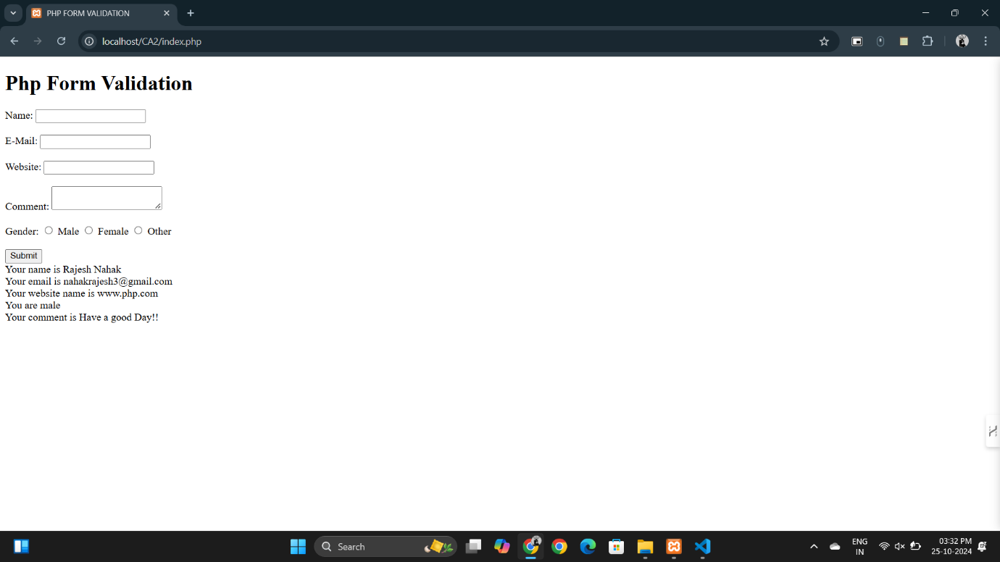 PHP FORM VALIDATION
localhost/CA2/index.php
Php Form Validation
Name:
E-Mail:
Website:
Comment:
Gender: Male Female Other
Submit
Your name is Rajesh Nahak
Your email is nahakrajesh3@gmail.com
Your website name is www.php.com
You are male
Your comment is Have a good Day!!
Search
ENG
IN
03:32 PM
25-10-2024